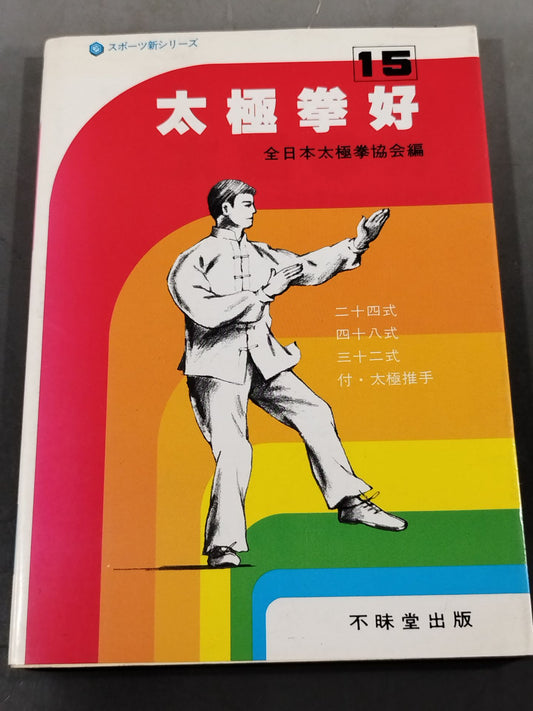 スポーツ新シリーズ
15
太極拳好
全日本太極拳協会編
二十四式
四十八式
三十二式
付・太極推手
不昧堂出版